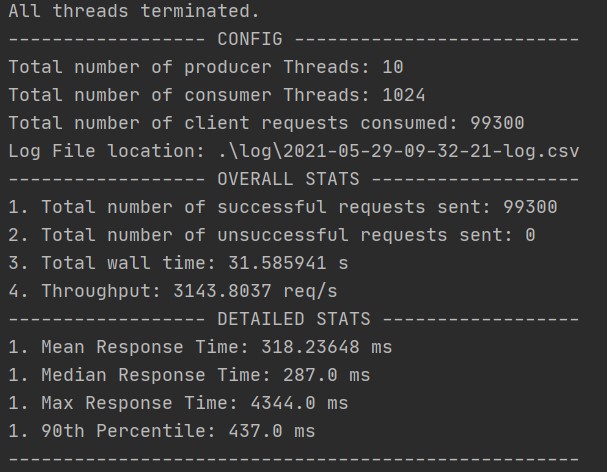 All threads terminated.
------------------ CONFIG --------------------------
Total number of producer Threads: 10
Total number of consumer Threads: 1024
Total number of client requests consumed: 99300
Log File location: .\log\2021-05-29-09-32-21-log.csv
------------------ OVERALL STATS -------------------
1. Total number of successful requests sent: 99300
2. Total number of unsuccessful requests sent: 0
3. Total wall time: 31.585941 s
4. Throughput: 3143.8037 req/s
------------------ DETAILED STATS ------------------
1. Mean Response Time: 318.23648 ms
1. Median Response Time: 287.0 ms
1. Max Response Time: 4344.0 ms
1. 90th Percentile: 437.0 ms
----------------------------------------------------